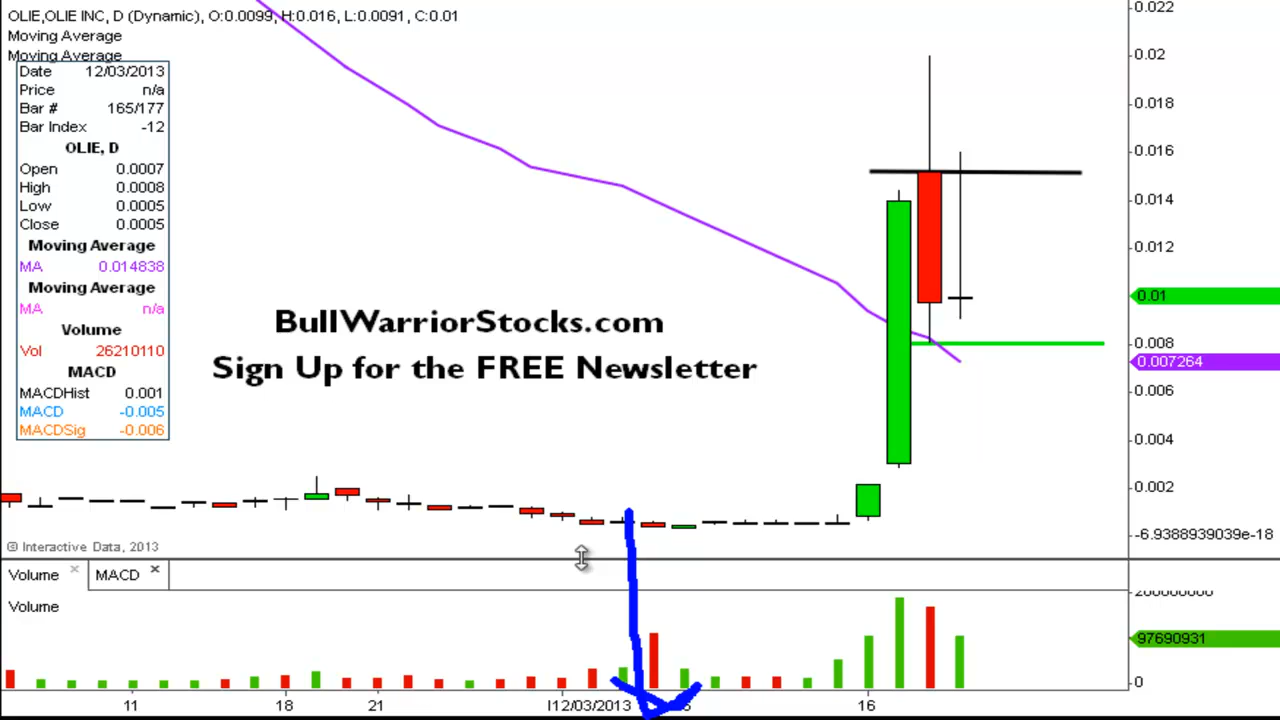 OLIE,OLIE INC, D (Dynamic), O:0.0099, H:0.016, L:0.0091, C:0.01
Moving Average
Moving Average
Date 12/03/2013
Price n/a
Bar # 165/177
Bar Index -12
OLIE, D
Open 0.0007
High 0.0008
Low 0.0005
Close 0.0005
Moving Average
MA 0.014838
Moving Average
MA n/a
Volume
Vol 26210110
MACD
MACDHist 0.001
MACD -0.005
MACDSig -0.006
BullWarriorStocks.com
Sign Up for the FREE Newsletter
0.022
0.02
0.018
0.016
0.014
0.012
0.01
0.008
0.007264
0.006
0.004
0.002
-6.9388939039e-18
© Interactive Data, 2013
Volume MACD
Volume
200000000
97690931
0
11 18 21 12/03/2013 16